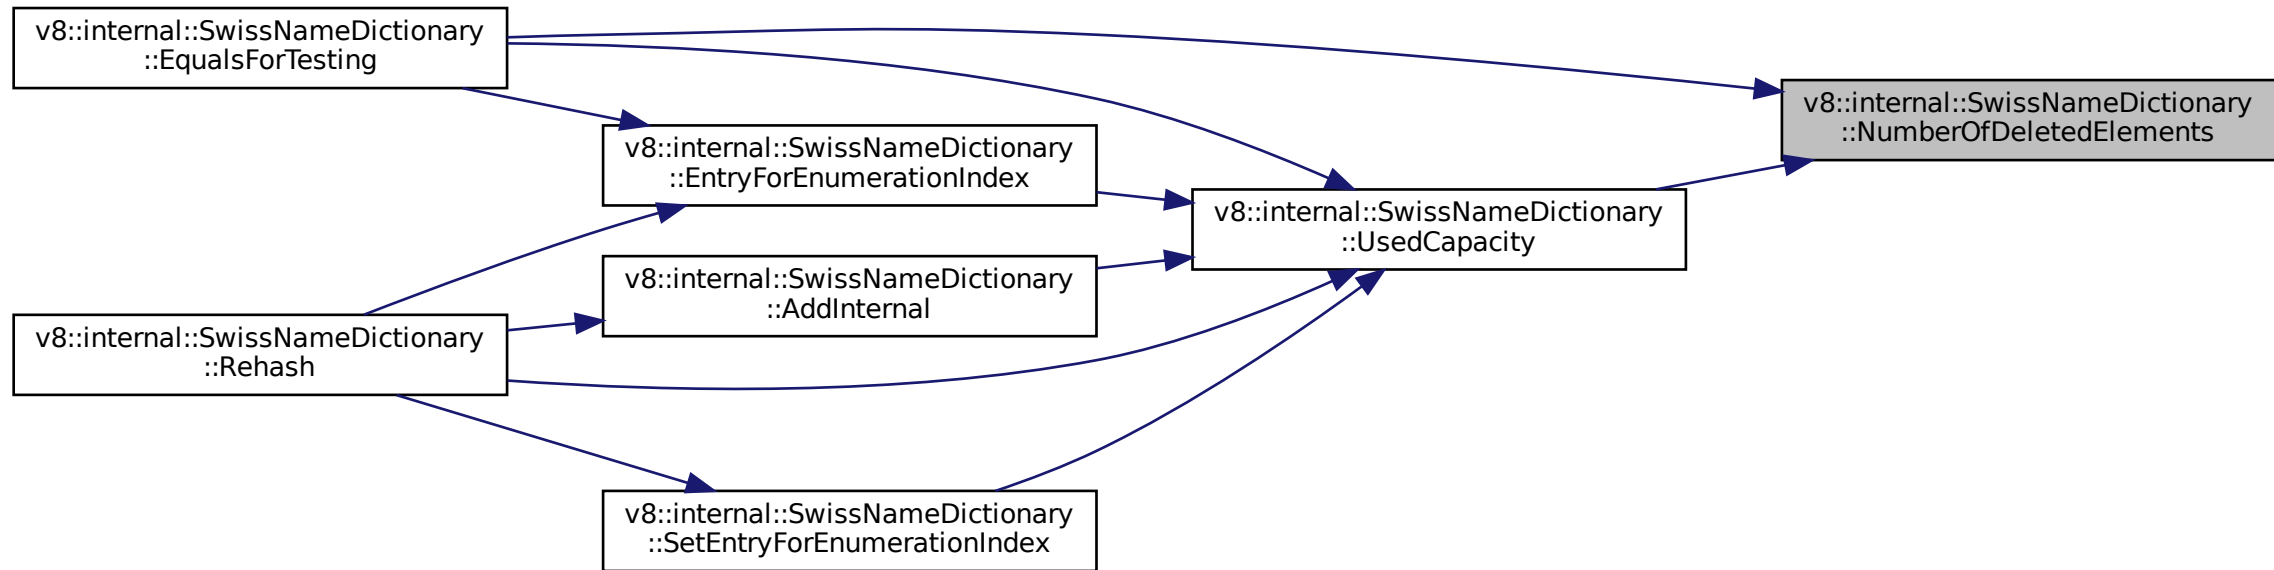 v8::internal::SwissNameDictionary
::EqualsForTesting
v8::internal::SwissNameDictionary
::NumberOfDeletedElements
v8::internal::SwissNameDictionary
::EntryForEnumerationIndex
v8::internal::SwissNameDictionary
::UsedCapacity
v8::internal::SwissNameDictionary
::AddInternal
v8::internal::SwissNameDictionary
::Rehash
v8::internal::SwissNameDictionary
::SetEntryForEnumerationIndex